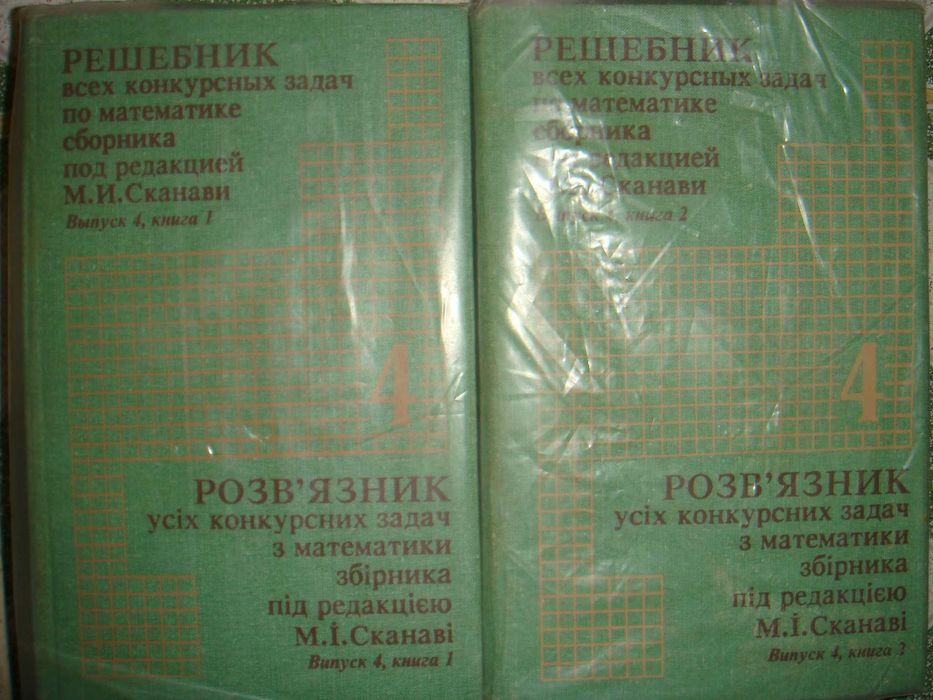 РЕШЕБНИК
всех конкурсных задач
по математике
сборника
под редакцией
М.И.Сканави
Выпуск 4, книга 1
4
РОЗВ'ЯЗНИК
усіх конкурсних задач
з математики
збірника
під редакцією
М.І.Сканаві
Випуск 4, книга 1
РЕШЕБНИК
всех конкурсных задач
по математике
сборника
редакцией
Сканави
Выпуск 4, книга 2
4
РОЗВ'ЯЗНИК
усіх конкурсних задач
з математики
збірника
під редакцією
М.І.Сканаві
Випуск 4, книга 2